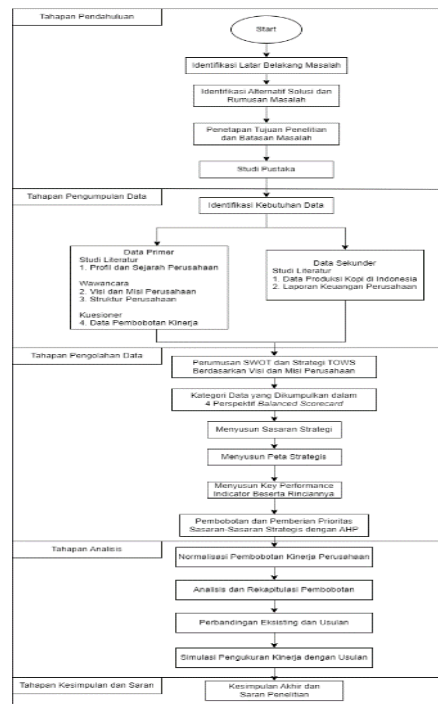 Tahapan Pendahuluan
Start
Identifikasi Latar Belakang Masalah
Identifikasi Alternatif Solusi dan
Rumusan Masalah
Penetapan Tujuan Penelitian
dan Batasan Masalah
Studi Pustaka
Tahapan Pengumpulan Data
Identifikasi Kebutuhan Data
Data Primer
Studi Literatur
1. Profil dan Sejarah Perusahaan
Wawancara
2. Visi dan Misi Perusahaan
3. Struktur Perusahaan
Kuesioner
4. Data Pembobotan Kinerja
Data Sekunder
Studi Literatur
1. Data Produksi Kopi di Indonesia
2. Laporan Keuangan Perusahaan
Tahapan Pengolahan Data
Perumusan SWOT dan Strategi TOWS
Berdasarkan Visi dan Misi Perusahaan
Kategori Data yang Dikumpulkan dalam
4 Perspektif Balanced Scorecard
Menyusun Sasaran Strategi
Menyusun Peta Strategis
Menyusun Key Performance
Indicator Beserta Rinciannya
Pembobotan dan Pemberian Prioritas
Sasaran-Sasaran Strategis dengan AHP
Tahapan Analisis
Normalisasi Pembobotan Kinerja Perusahaan
Analisis dan Rekapitulasi Pembobotan
Perbandingan Eksisting dan Usulan
Simulasi Pengukuran Kinerja dengan Usulan
Tahapan Kesimpulan dan Saran
Kesimpulan Akhir dan
Saran Penelitian